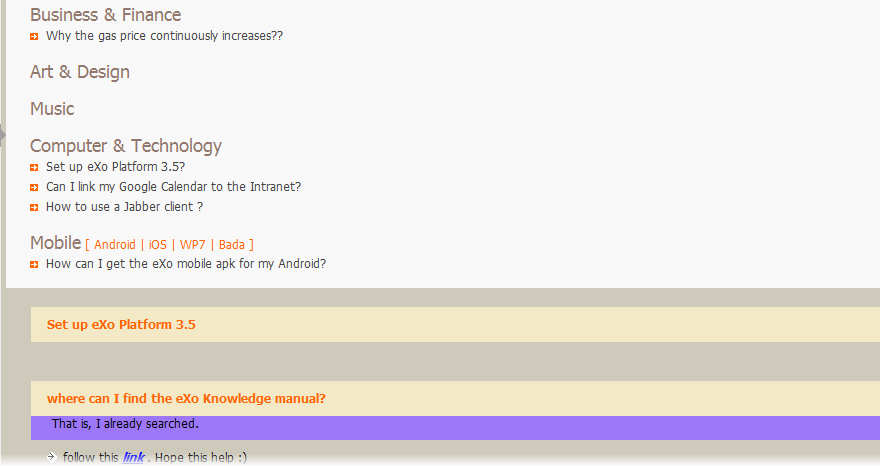 Business & Finance
Why the gas price continuously increases??
Art & Design
Music
Computer & Technology
Set up eXo Platform 3.5?
Can I link my Google Calendar to the Intranet?
How to use a Jabber client ?
Mobile [ Android | iOS | WP7 | Bada ]
How can I get the eXo mobile apk for my Android?
Set up eXo Platform 3.5
where can I find the eXo Knowledge manual?
That is, I already searched.
follow this link . Hope this help :)